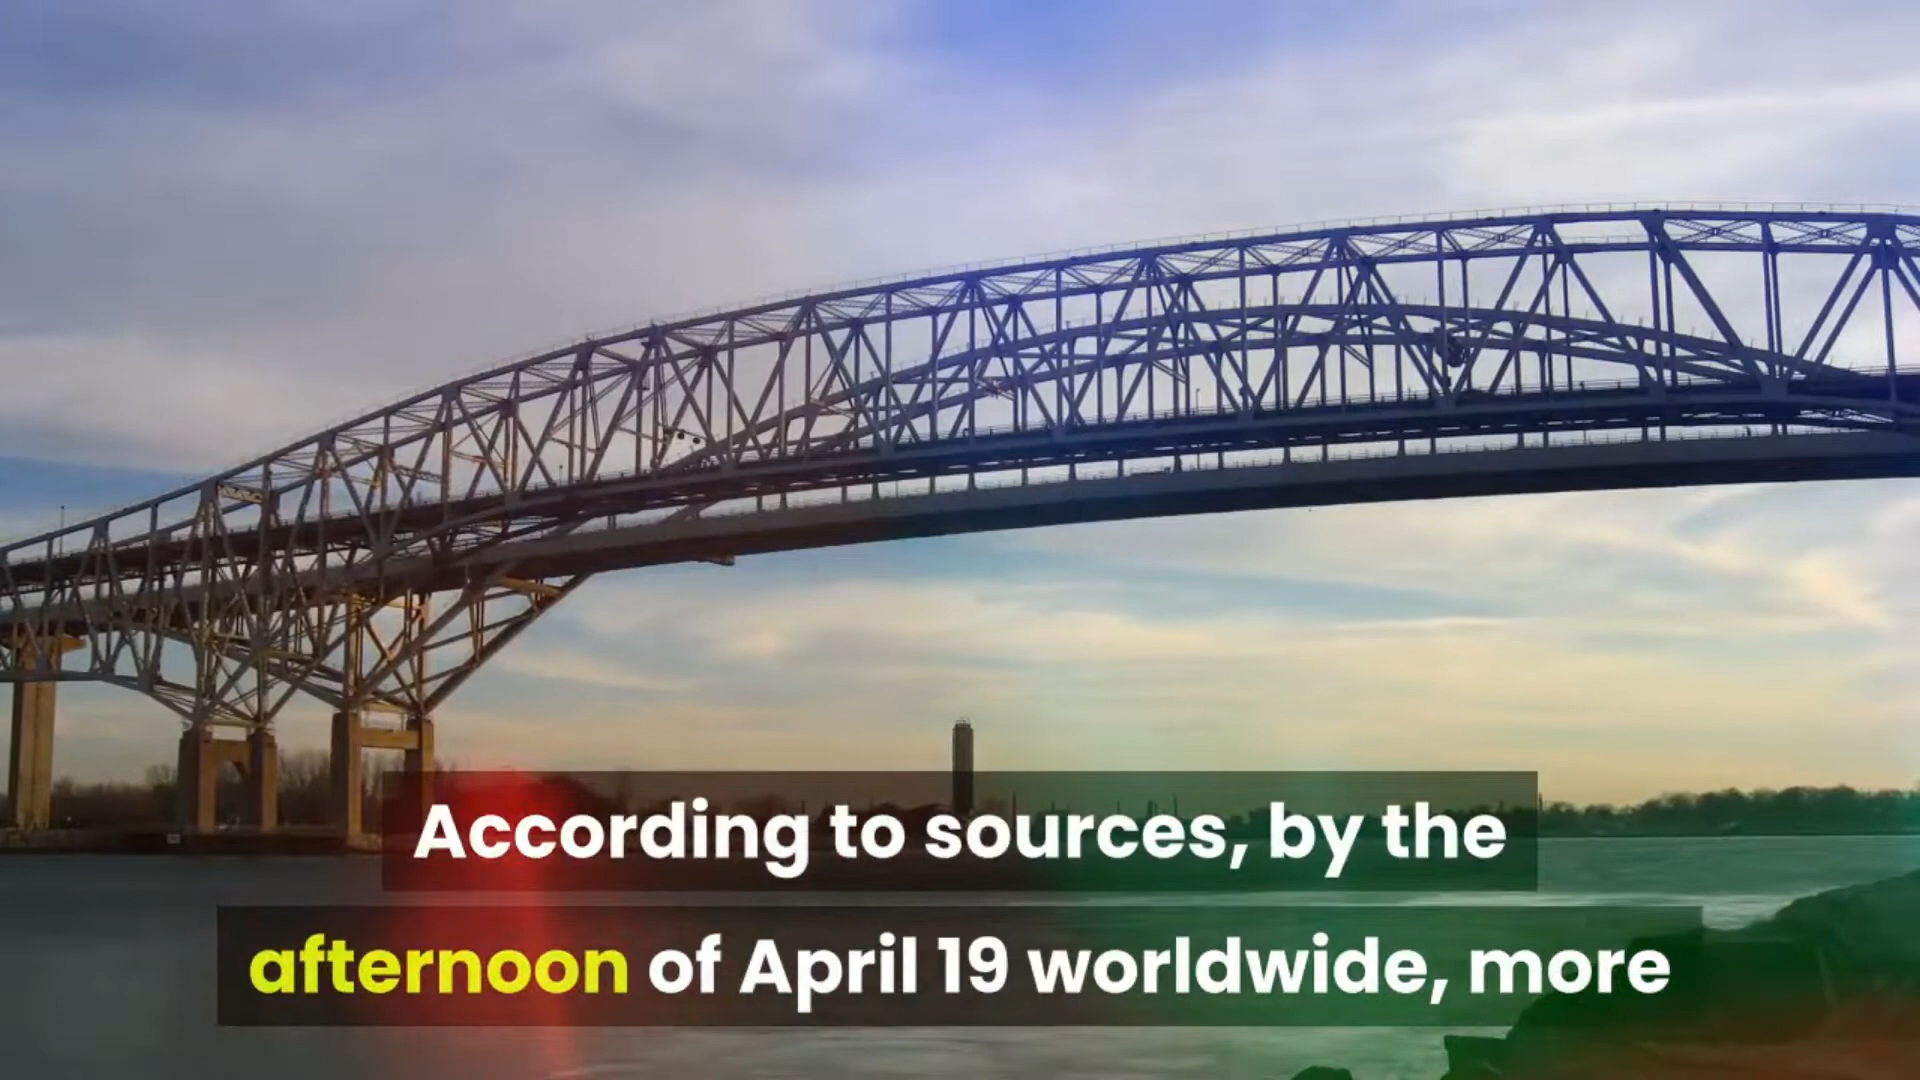 According to sources, by the
afternoon of April 19 worldwide, more